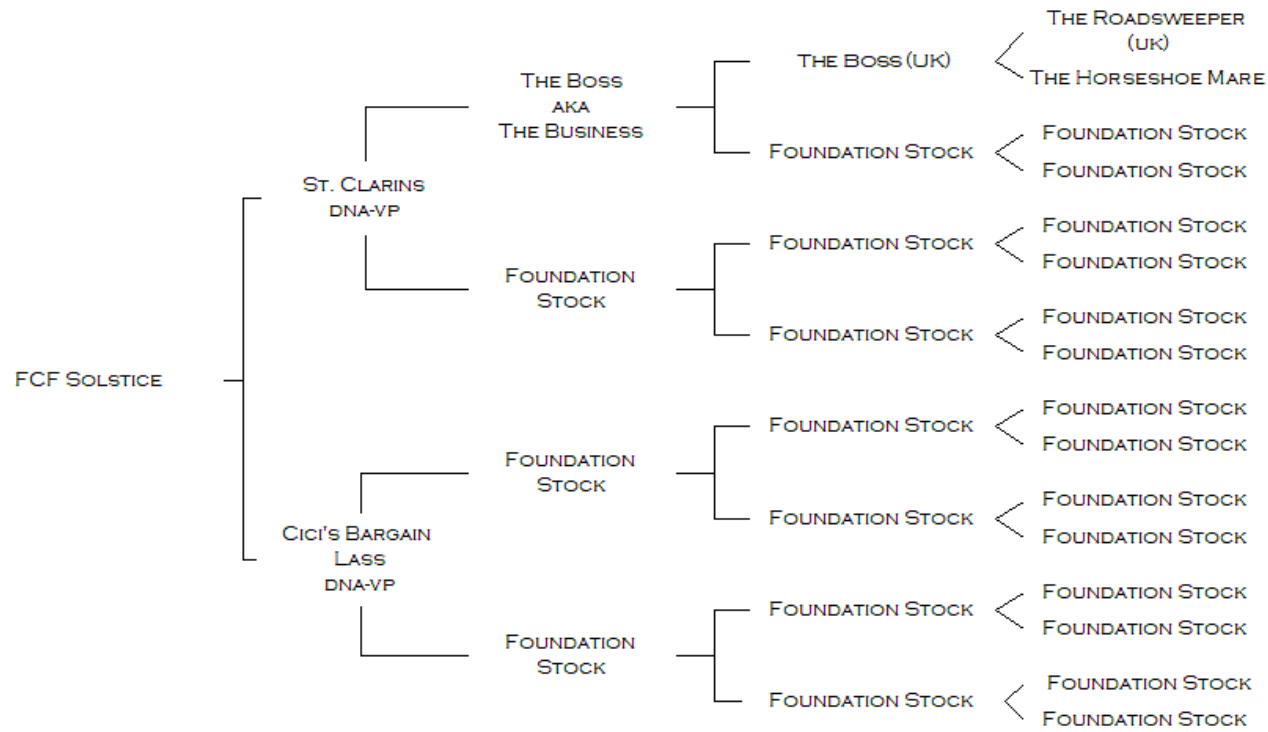 The Roadsweeper
(UK)
The Boss (UK)
The Horseshoe Mare
The Boss
aka
The Business
Foundation Stock
Foundation Stock
Foundation Stock
St. Clarins
DNA-VP
Foundation Stock
Foundation Stock
Foundation Stock
Foundation
Stock
Foundation Stock
Foundation Stock
Foundation Stock
FCF Solstice
Foundation Stock
Foundation Stock
Foundation Stock
Foundation
Stock
Foundation Stock
Foundation Stock
Foundation Stock
Cici's Bargain
Lass
DNA-VP
Foundation Stock
Foundation Stock
Foundation Stock
Foundation
Stock
Foundation Stock
Foundation Stock
Foundation Stock